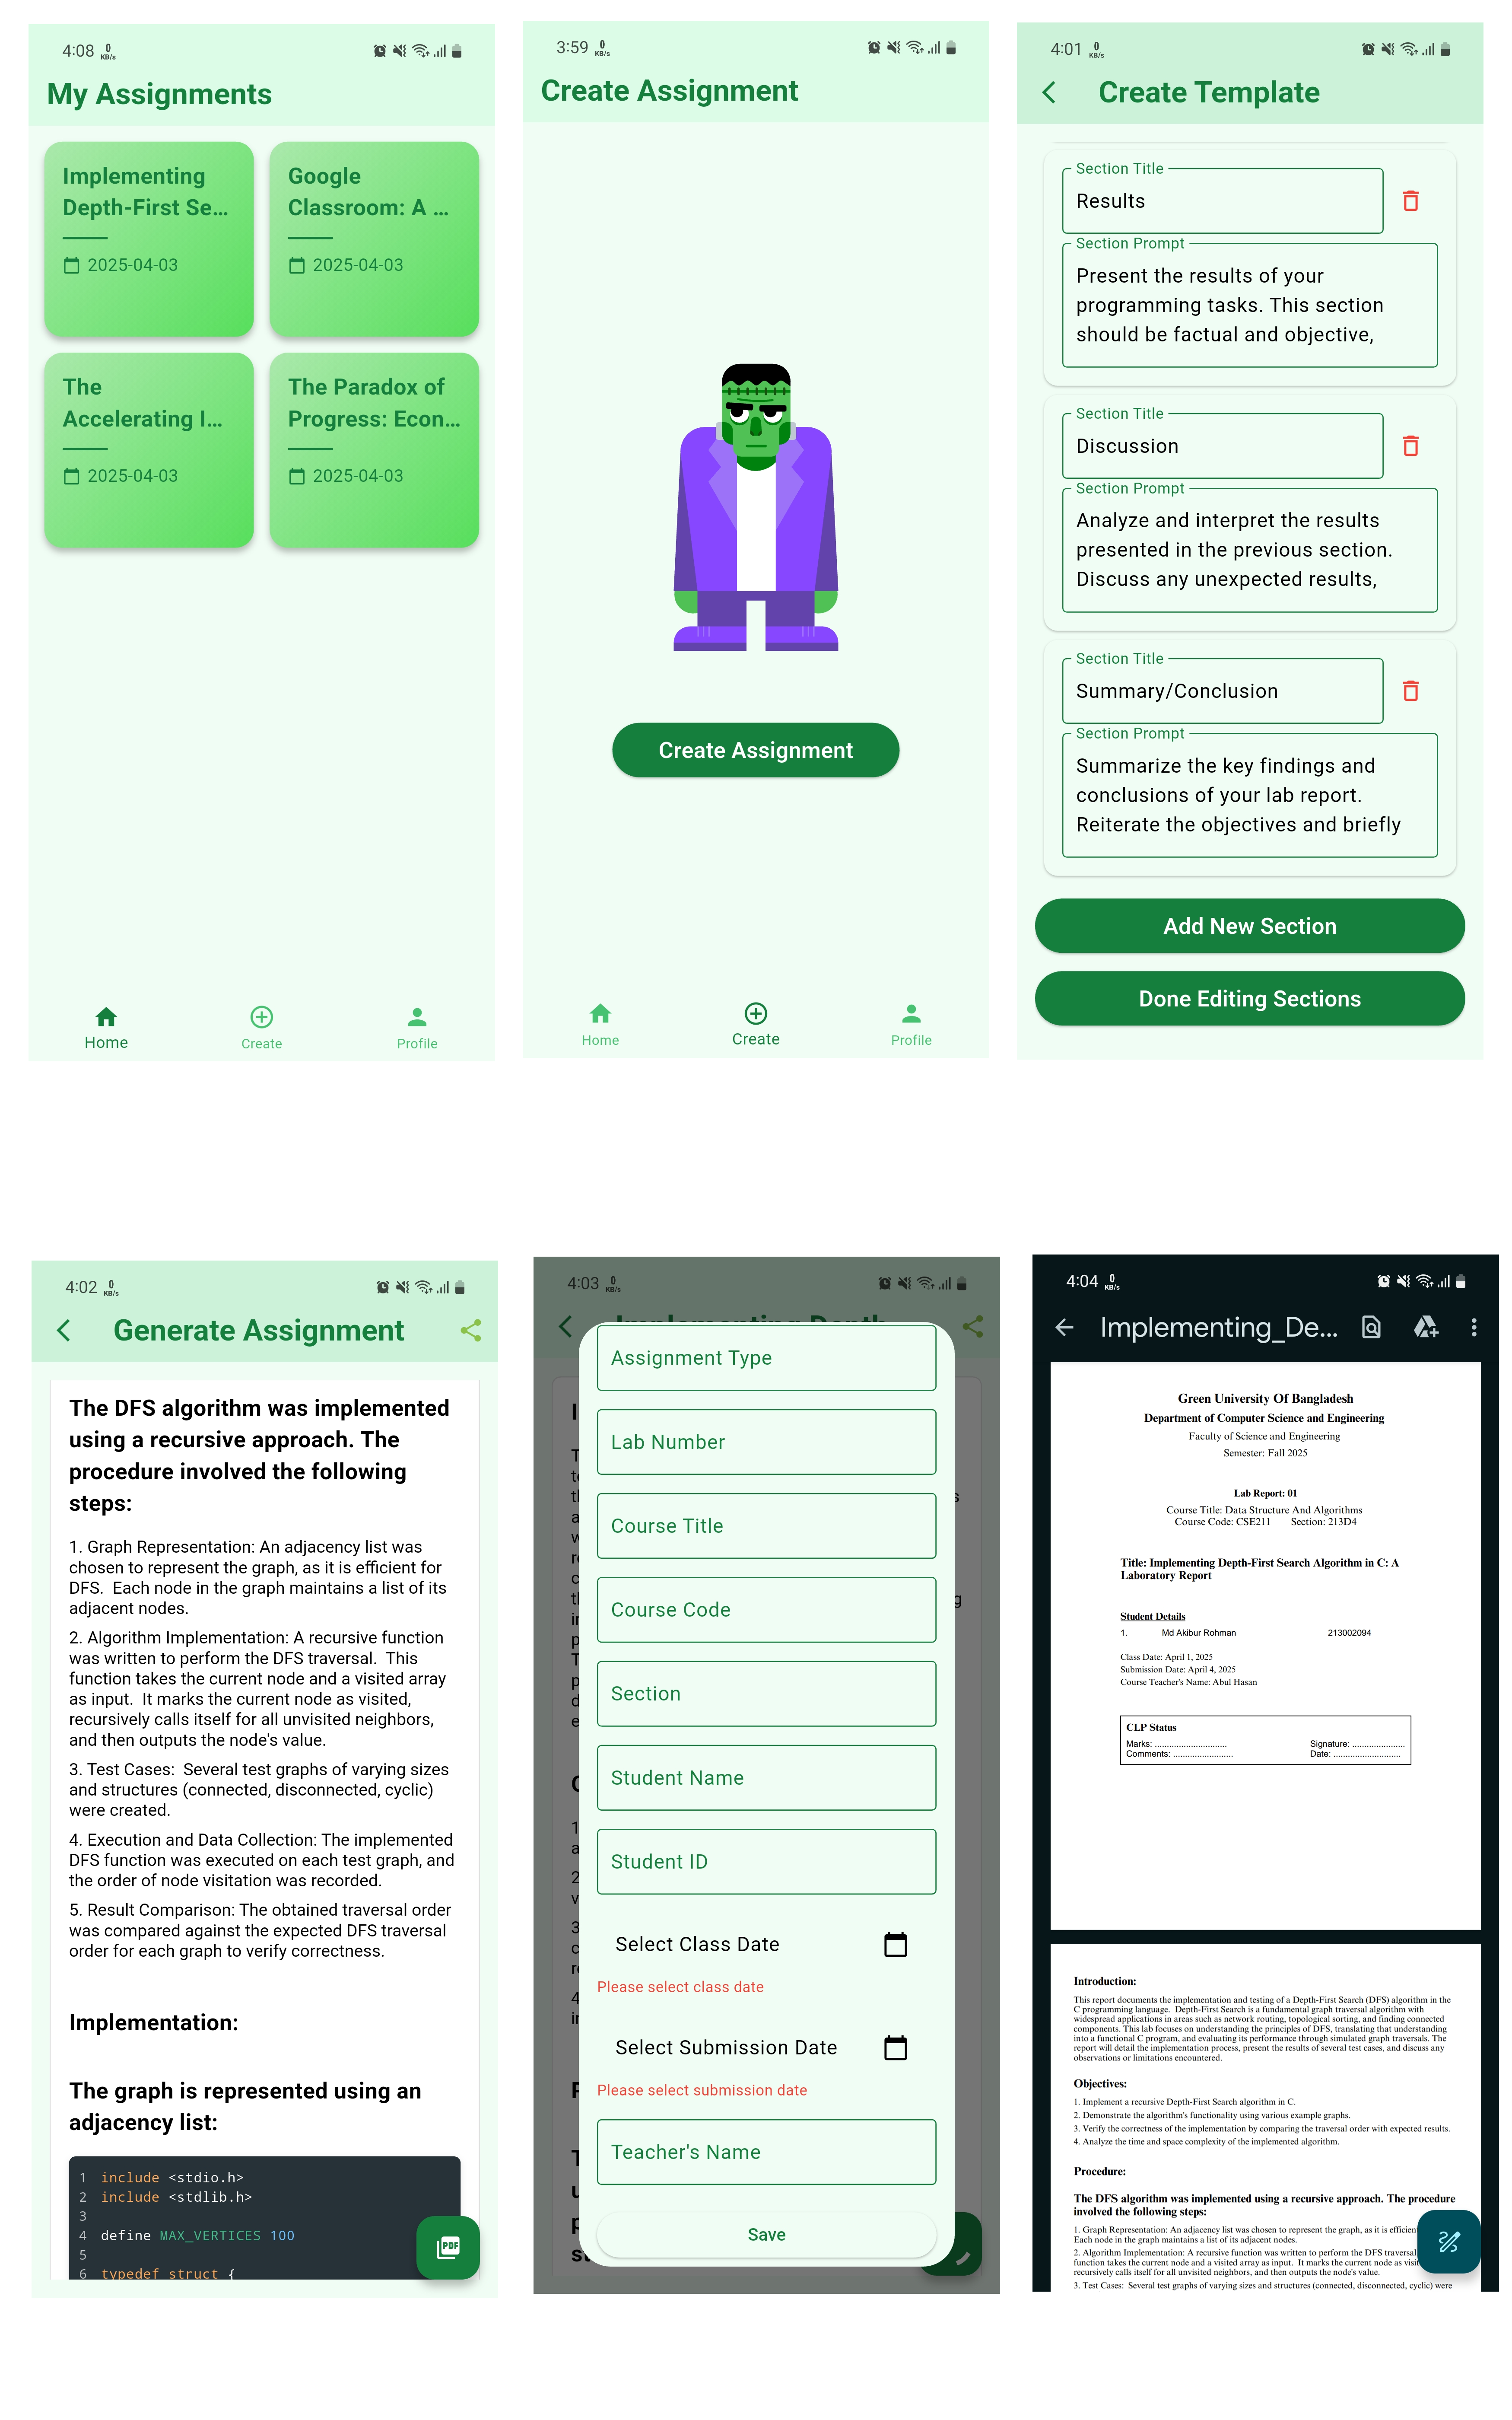 4:08 0 KB/s
My Assignments
Implementing
Depth-First Se...
2025-04-03
Google
Classroom: A ...
2025-04-03
The
Accelerating I...
2025-04-03
The Paradox of
Progress: Econ...
2025-04-03
Home
Create
Profile
3:59 0 KB/s
Create Assignment
Create Assignment
Home
Create
Profile
4:01 0 KB/s
Create Template
Section Title
Results
Section Prompt
Present the results of your
programming tasks. This section
should be factual and objective,
Section Title
Discussion
Section Prompt
Analyze and interpret the results
presented in the previous section.
Discuss any unexpected results,
Section Title
Summary/Conclusion
Section Prompt
Summarize the key findings and
conclusions of your lab report.
Reiterate the objectives and briefly
Add New Section
Done Editing Sections
4:02 0 KB/s
Generate Assignment
The DFS algorithm was implemented
using a recursive approach. The
procedure involved the following
steps:
1. Graph Representation: An adjacency list was
chosen to represent the graph, as it is efficient for
DFS. Each node in the graph maintains a list of its
adjacent nodes.
2. Algorithm Implementation: A recursive function
was written to perform the DFS traversal. This
function takes the current node and a visited array
as input. It marks the current node as visited,
recursively calls itself for all unvisited neighbors,
and then outputs the node's value.
3. Test Cases: Several test graphs of varying sizes
and structures (connected, disconnected, cyclic)
were created.
4. Execution and Data Collection: The implemented
DFS function was executed on each test graph, and
the order of node visitation was recorded.
5. Result Comparison: The obtained traversal order
was compared against the expected DFS traversal
order for each graph to verify correctness.
Implementation:
The graph is represented using an
adjacency list:
1 include <stdio.h>
2 include <stdlib.h>
3
4 define MAX_VERTICES 100
5
6 typedef struct {
PDF
4:03 0 KB/s
Assignment Type
Lab Number
Course Title
Course Code
Section
Student Name
Student ID
Select Class Date
Please select class date
Select Submission Date
Please select submission date
Teacher's Name
Save
4:04 0 KB/s
Implementing_De...
Green University Of Bangladesh
Department of Computer Science and Engineering
Faculty of Science and Engineering
Semester: Fall 2025
Lab Report: 01
Course Title: Data Structure And Algorithms
Course Code: CSE211 Section: 213D4
Title: Implementing Depth-First Search Algorithm in C: A
Laboratory Report
Student Details
1. Md Akibur Rohman 213002094
Class Date: April 1, 2025
Submission Date: April 4, 2025
Course Teacher's Name: Abul Hasan
CLP Status
Marks: .............................. Signature: ......................
Comments: ......................... Date: ............................
Introduction:
This report documents the implementation and testing of a Depth-First Search (DFS) algorithm in the
C programming language. Depth-First Search is a fundamental graph traversal algorithm with
widespread applications in areas such as network routing, topological sorting, and finding connected
components. This lab focuses on understanding the principles of DFS, translating that understanding
into a functional C program, and evaluating its performance through simulated graph traversals. The
report will detail the implementation process, present the results of several test cases, and discuss any
observations or limitations encountered.
Objectives:
1. Implement a recursive Depth-First Search algorithm in C.
2. Demonstrate the algorithm's functionality using various example graphs.
3. Verify the correctness of the implementation by comparing the traversal order with expected results.
4. Analyze the time and space complexity of the implemented algorithm.
Procedure:
The DFS algorithm was implemented using a recursive approach. The procedure
involved the following steps:
1. Graph Representation: An adjacency list was chosen to represent the graph, as it is efficient
Each node in the graph maintains a list of its adjacent nodes.
2. Algorithm Implementation: A recursive function was written to perform the DFS traversal.
function takes the current node and a visited array as input. It marks the current node as
recursively calls itself for all unvisited neighbors, and then outputs the node's value.
3. Test Cases: Several test graphs of varying sizes and structures (connected, disconnected, cyclic) were